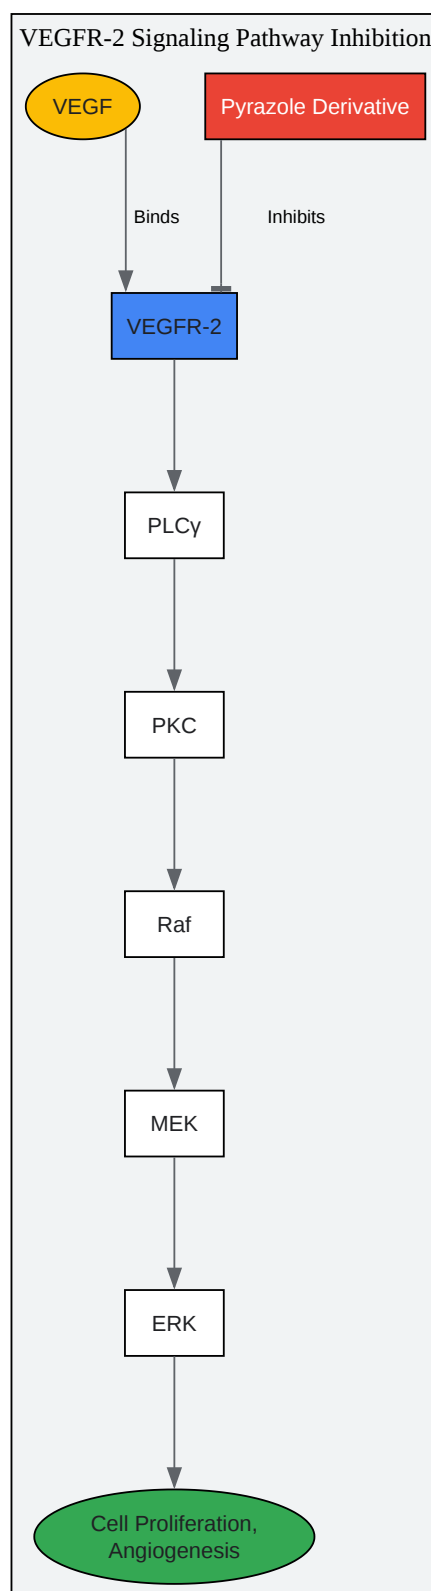 VEGFR-2 Signaling Pathway Inhibition
VEGF
Pyrazole Derivative
Binds
Inhibits
VEGFR-2
PLCγ
PKC
Raf
MEK
ERK
Cell Proliferation,
Angiogenesis